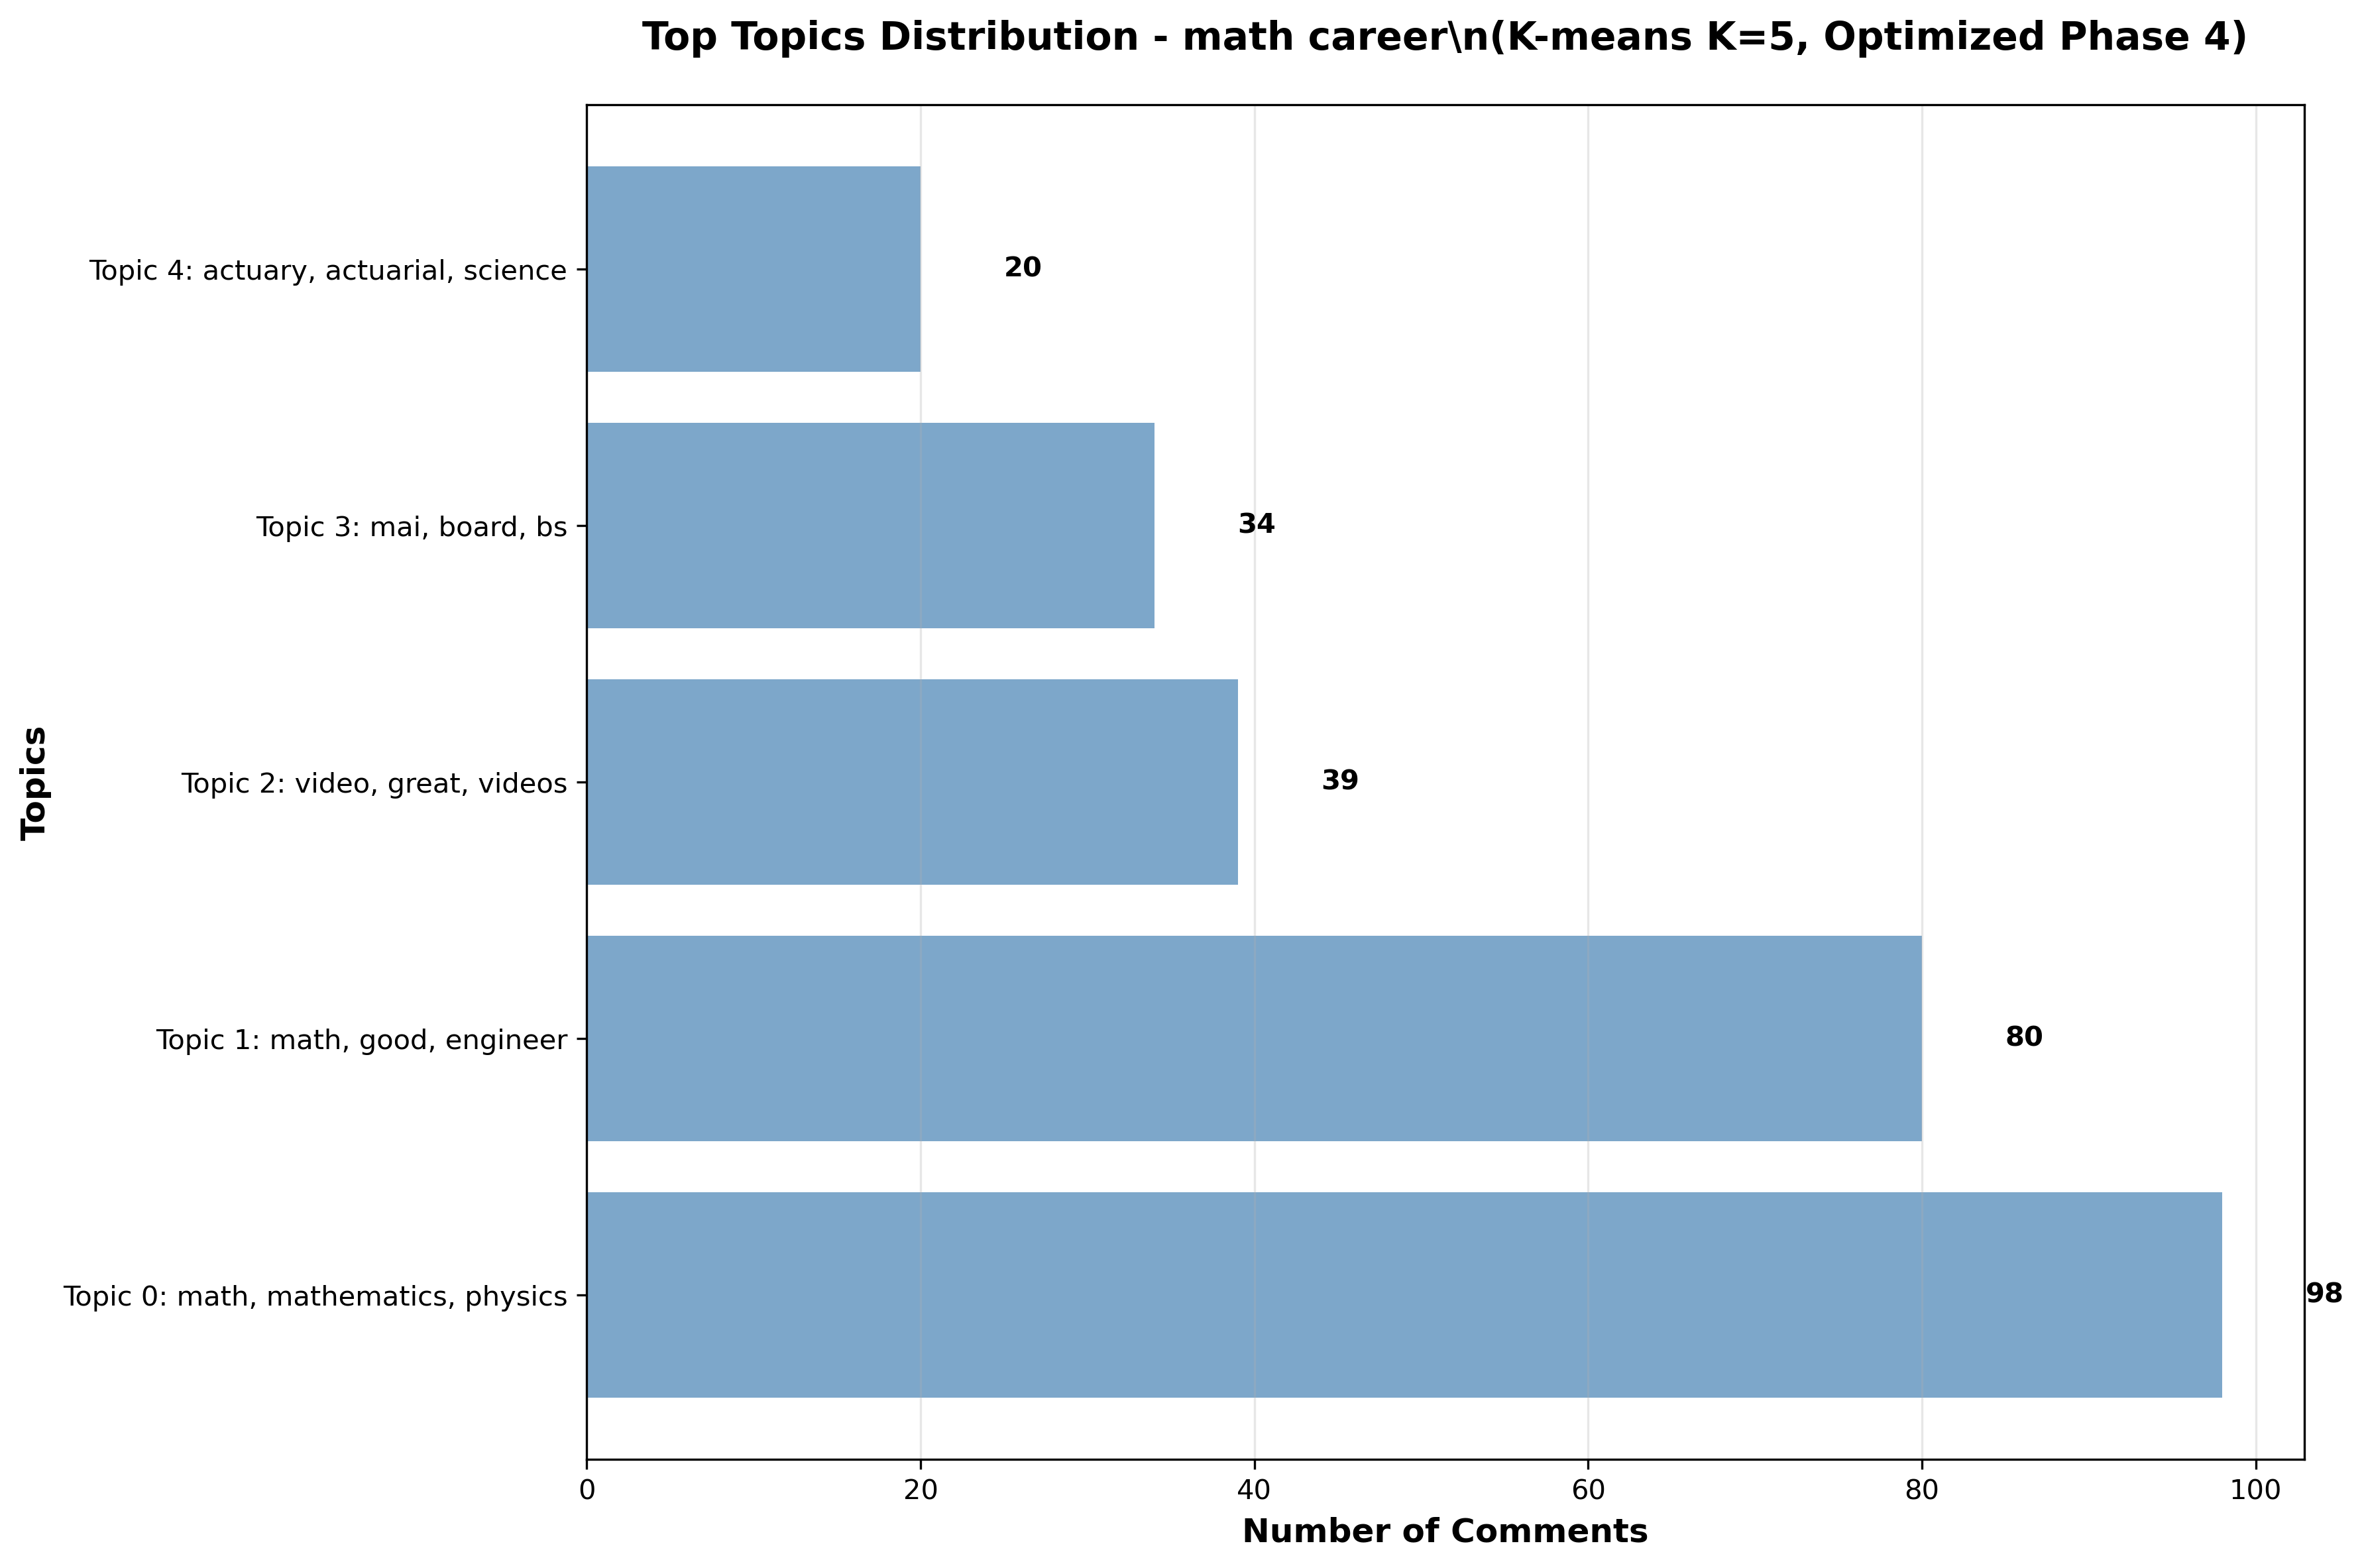 Top Topics Distribution - math career\n(K-means K=5, Optimized Phase 4)
Topics
Topic 4: actuary, actuarial, science
20
Topic 3: mai, board, bs
34
Topic 2: video, great, videos
39
Topic 1: math, good, engineer
80
Topic 0: math, mathematics, physics
98
0 20 40 60 80 100
Number of Comments